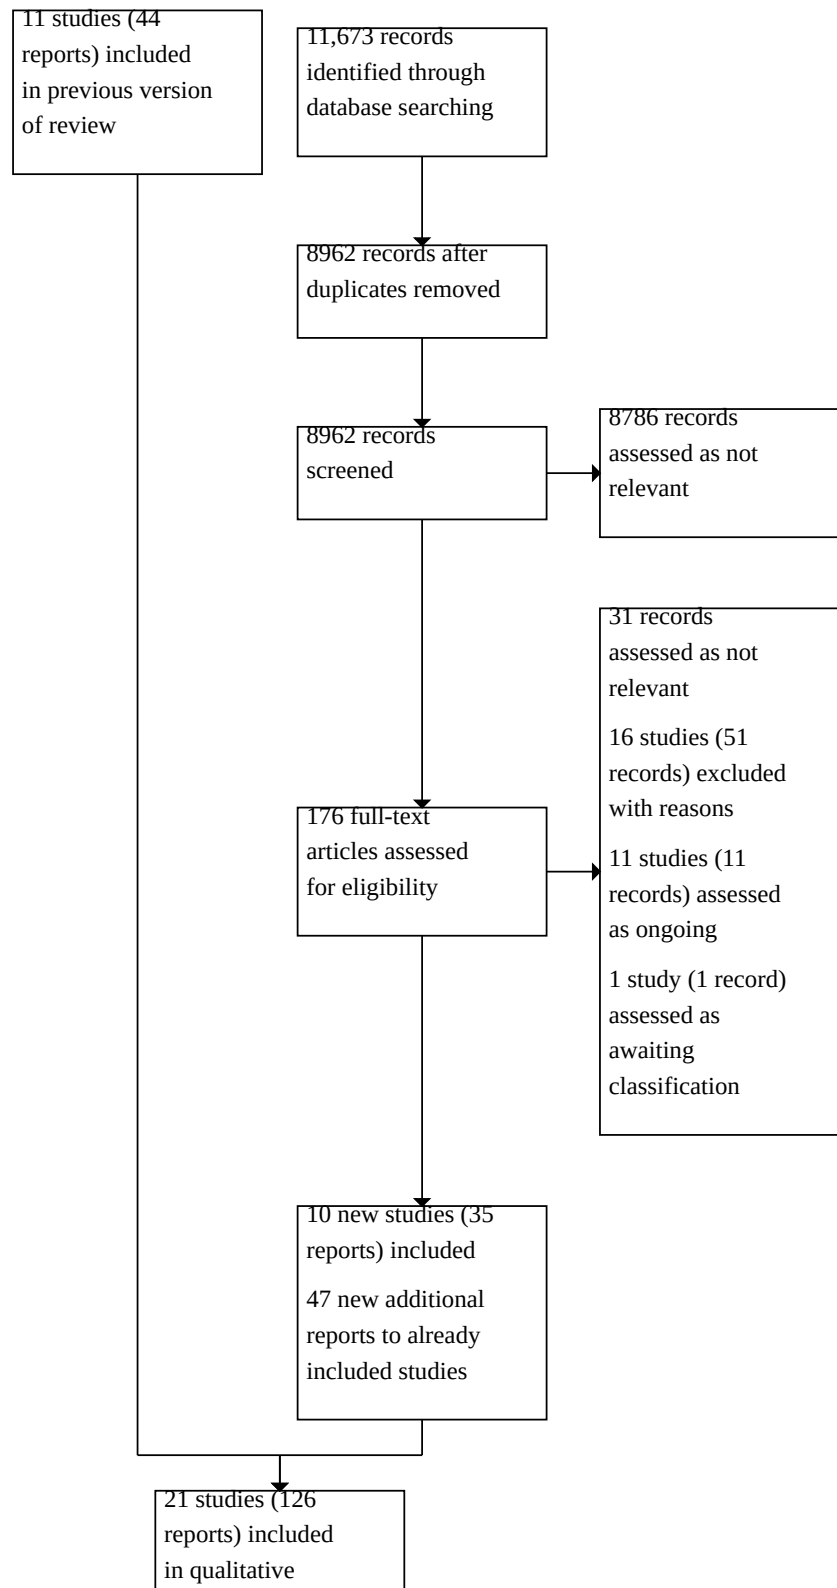 11 studies (44
reports) included
in previous version
of review
11,673 records
identified through
database searching
8962 records after
duplicates removed
8962 records
screened
8786 records
assessed as not
relevant
31 records
assessed as not
relevant
16 studies (51
records) excluded
with reasons
11 studies (11
records) assessed
as ongoing
1 study (1 record)
assessed as
awaiting
classification
176 full-text
articles assessed
for eligibility
10 new studies (35
reports) included
47 new additional
reports to already
included studies
21 studies (126
reports) included
in qualitative